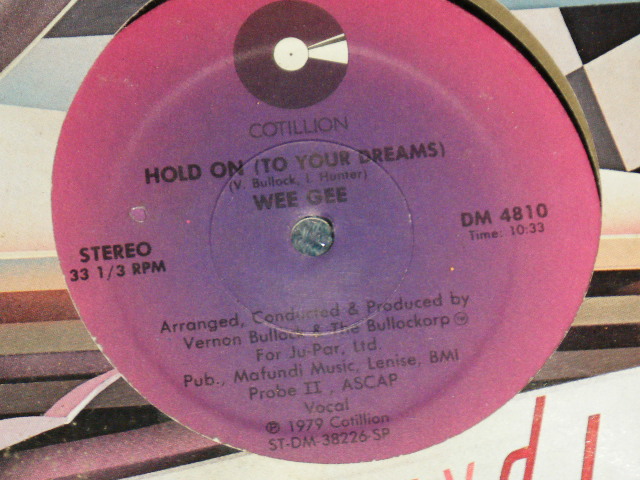 COTILLION
HOLD ON (TO YOUR DREAMS)
(V. Bullock, I. Hunter)
WEE GEE
STEREO
33 1/3 RPM
DM 4810
Time: 10:33
Arranged, Conducted & Produced by
Vernon Bullock & The Bullockorp ™
For Ju-Par, Ltd.
Pub., Mafundi Music, Lenise, BMI
Probe II , ASCAP
Vocal
℗ 1979 Cotillion
ST-DM-38226-SP